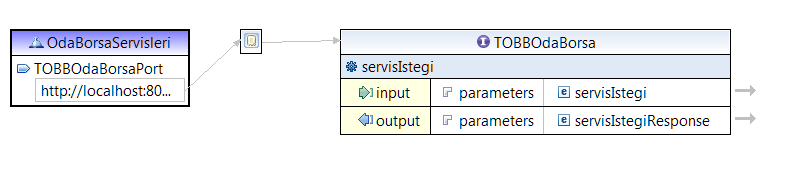 OdaBorsaServisleri
TOBBOdaBorsaPort
http://localhost:80...
TOBBOdaBorsa
servisIstegi
input parameters servisIstegi
output parameters servisIstegiResponse